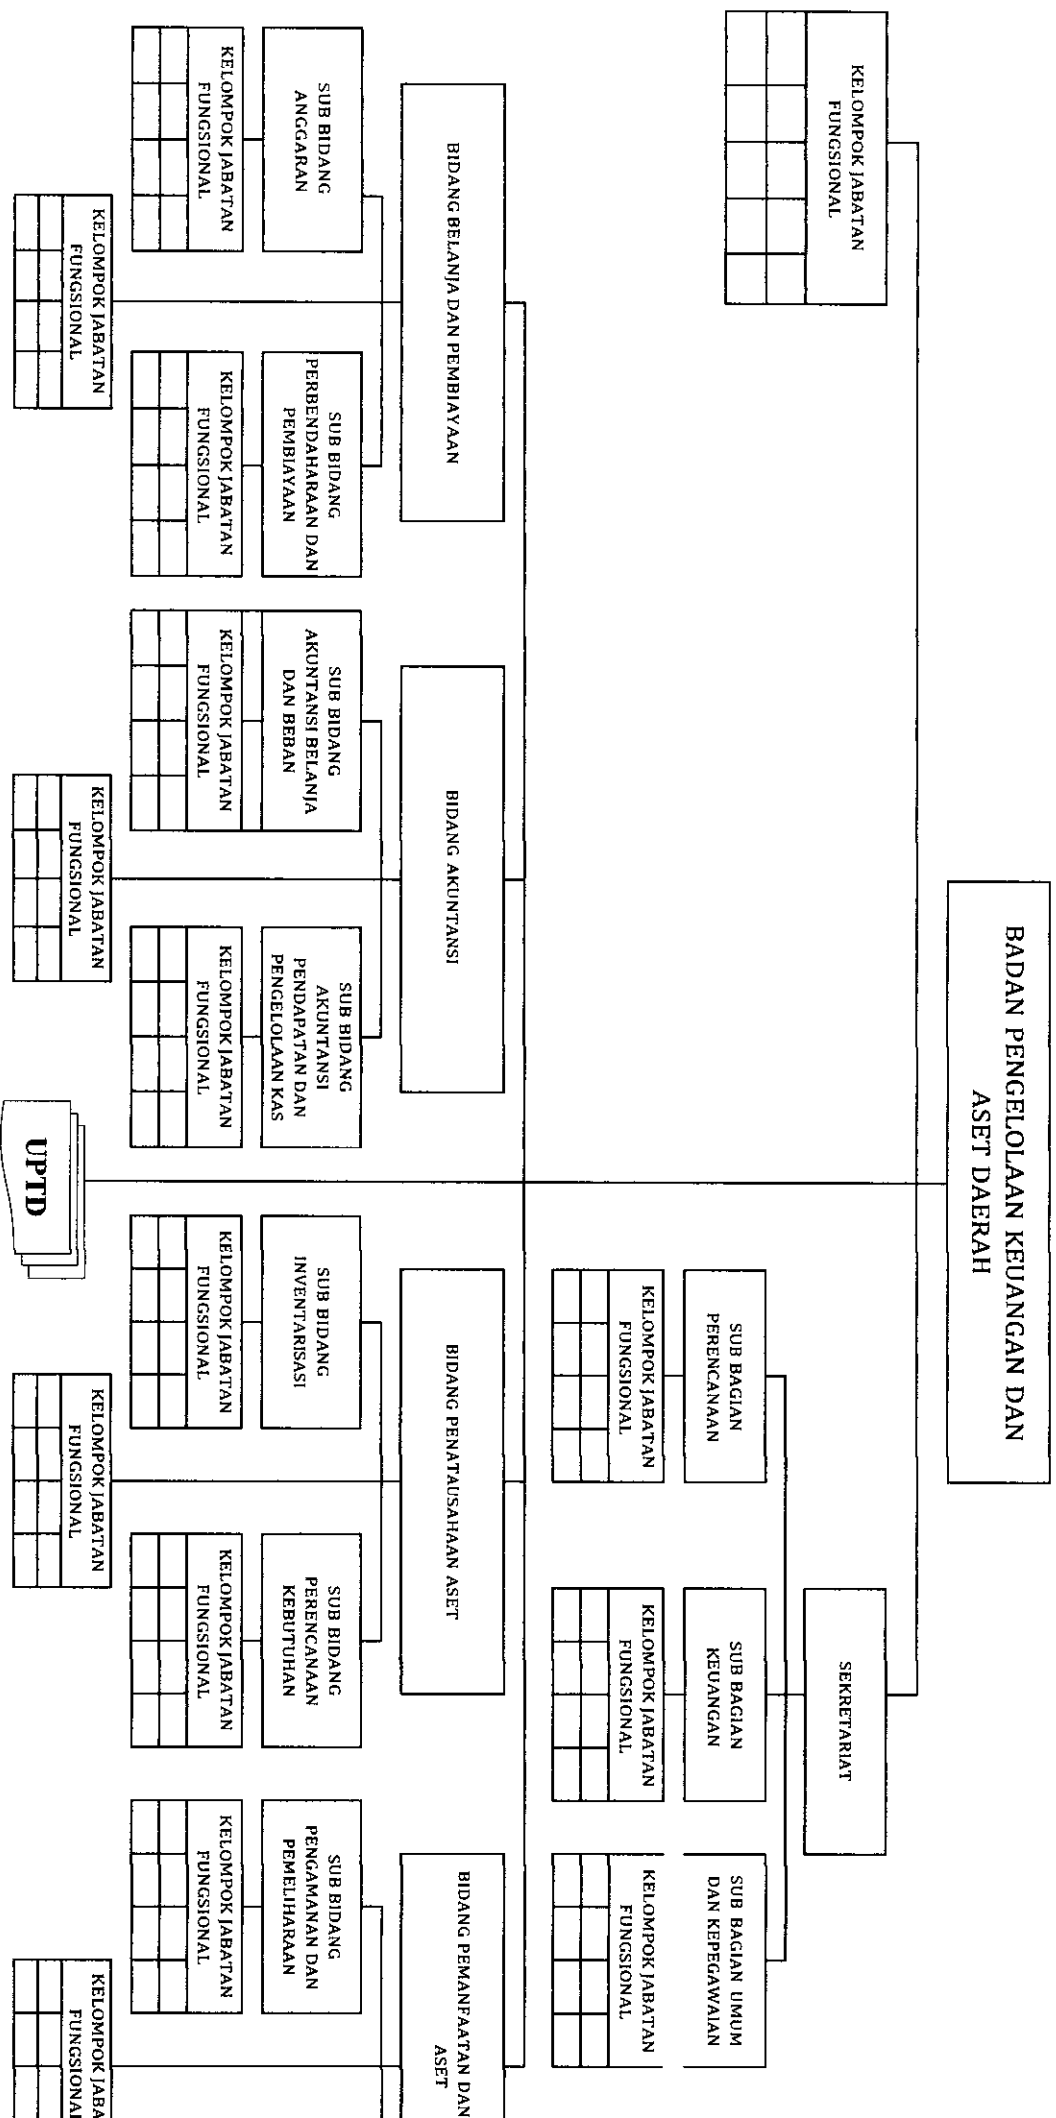 BADAN PENGELOLAAN KEUANGAN DAN
ASET DAERAH
KELOMPOK JABATAN
FUNGSIONAL
SEKRETARIAT
SUB BAGIAN
PERENCANAAN
SUB BAGIAN
KEUANGAN
SUB BAGIAN UMUM
DAN KEPEGAWAIAN
KELOMPOK JABATAN
FUNGSIONAL
KELOMPOK JABATAN
FUNGSIONAL
KELOMPOK JABATAN
FUNGSIONAL
BIDANG BELANJA DAN PEMBIAYAAN
BIDANG AKUNTANSI
BIDANG PENATAUSAHAAN ASET
BIDANG PEMANFAATAN DAN
ASET
SUB BIDANG
ANGGARAN
SUB BIDANG
PERBENDAHARAAN DAN
PEMBIAYAAN
SUB BIDANG
AKUNTANSI BELANJA
DAN BEBAN
SUB BIDANG
AKUNTANSI
PENDAPATAN DAN
PENGELOLAAN KAS
SUB BIDANG
INVENTARISASI
SUB BIDANG
PERENCANAAN
KEBUTUHAN
SUB BIDANG
PENGAMANAN DAN
PEMELIHARAAN
KELOMPOK JABATAN
FUNGSIONAL
KELOMPOK JABATAN
FUNGSIONAL
KELOMPOK JABATAN
FUNGSIONAL
KELOMPOK JABATAN
FUNGSIONAL
KELOMPOK JABATAN
FUNGSIONAL
KELOMPOK JABATAN
FUNGSIONAL
KELOMPOK JABATAN
FUNGSIONAL
KELOMPOK JABATAN
FUNGSIONAL
KELOMPOK JABATAN
FUNGSIONAL
UPTD
KELOMPOK JABATAN
FUNGSIONAL
KELOMPOK JABA
FUNGSIONAL